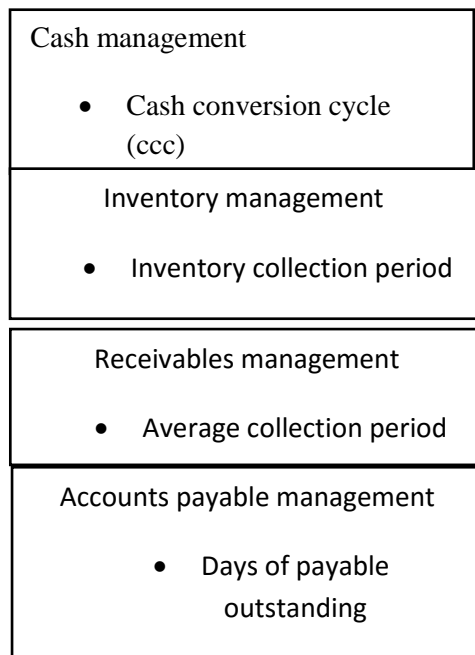 Cash management
• Cash conversion cycle
(ccc)
Inventory management
• Inventory collection period
Receivables management
• Average collection period
Accounts payable management
• Days of payable
outstanding